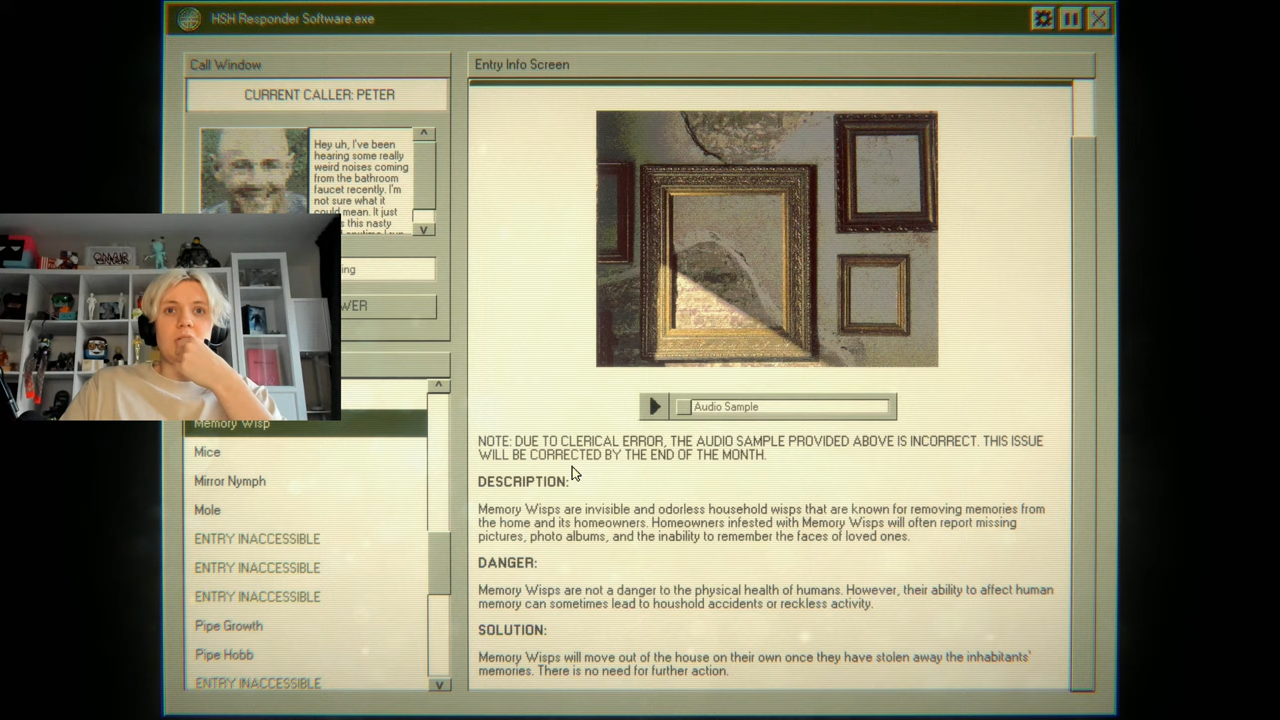 HSH Responder Software.exe
Call Window
CURRENT CALLER: PETER
Hey uh, I've been
hearing some really
weird noises coming
from the bathroom
faucet recently. I'm
not sure what it
could mean. It just
this nasty
Memory Wisp
Mice
Mirror Nymph
Mole
ENTRY INACCESSIBLE
ENTRY INACCESSIBLE
ENTRY INACCESSIBLE
Pipe Growth
Pipe Hobb
ENTRY INACCESSIBLE
Entry Info Screen
Audio Sample
NOTE: DUE TO CLERICAL ERROR, THE AUDIO SAMPLE PROVIDED ABOVE IS INCORRECT. THIS ISSUE
WILL BE CORRECTED BY THE END OF THE MONTH.
DESCRIPTION:
Memory Wisps are invisible and odorless household wisps that are known for removing memories from
the home and its homeowners. Homeowners infested with Memory Wisps will often report missing
pictures, photo albums, and the inability to remember the faces of loved ones.
DANGER:
Memory Wisps are not a danger to the physical health of humans. However, their ability to affect human
memory can sometimes lead to houshold accidents or reckless activity.
SOLUTION:
Memory Wisps will move out of the house on their own once they have stolen away the inhabitants'
memories. There is no need for further action.